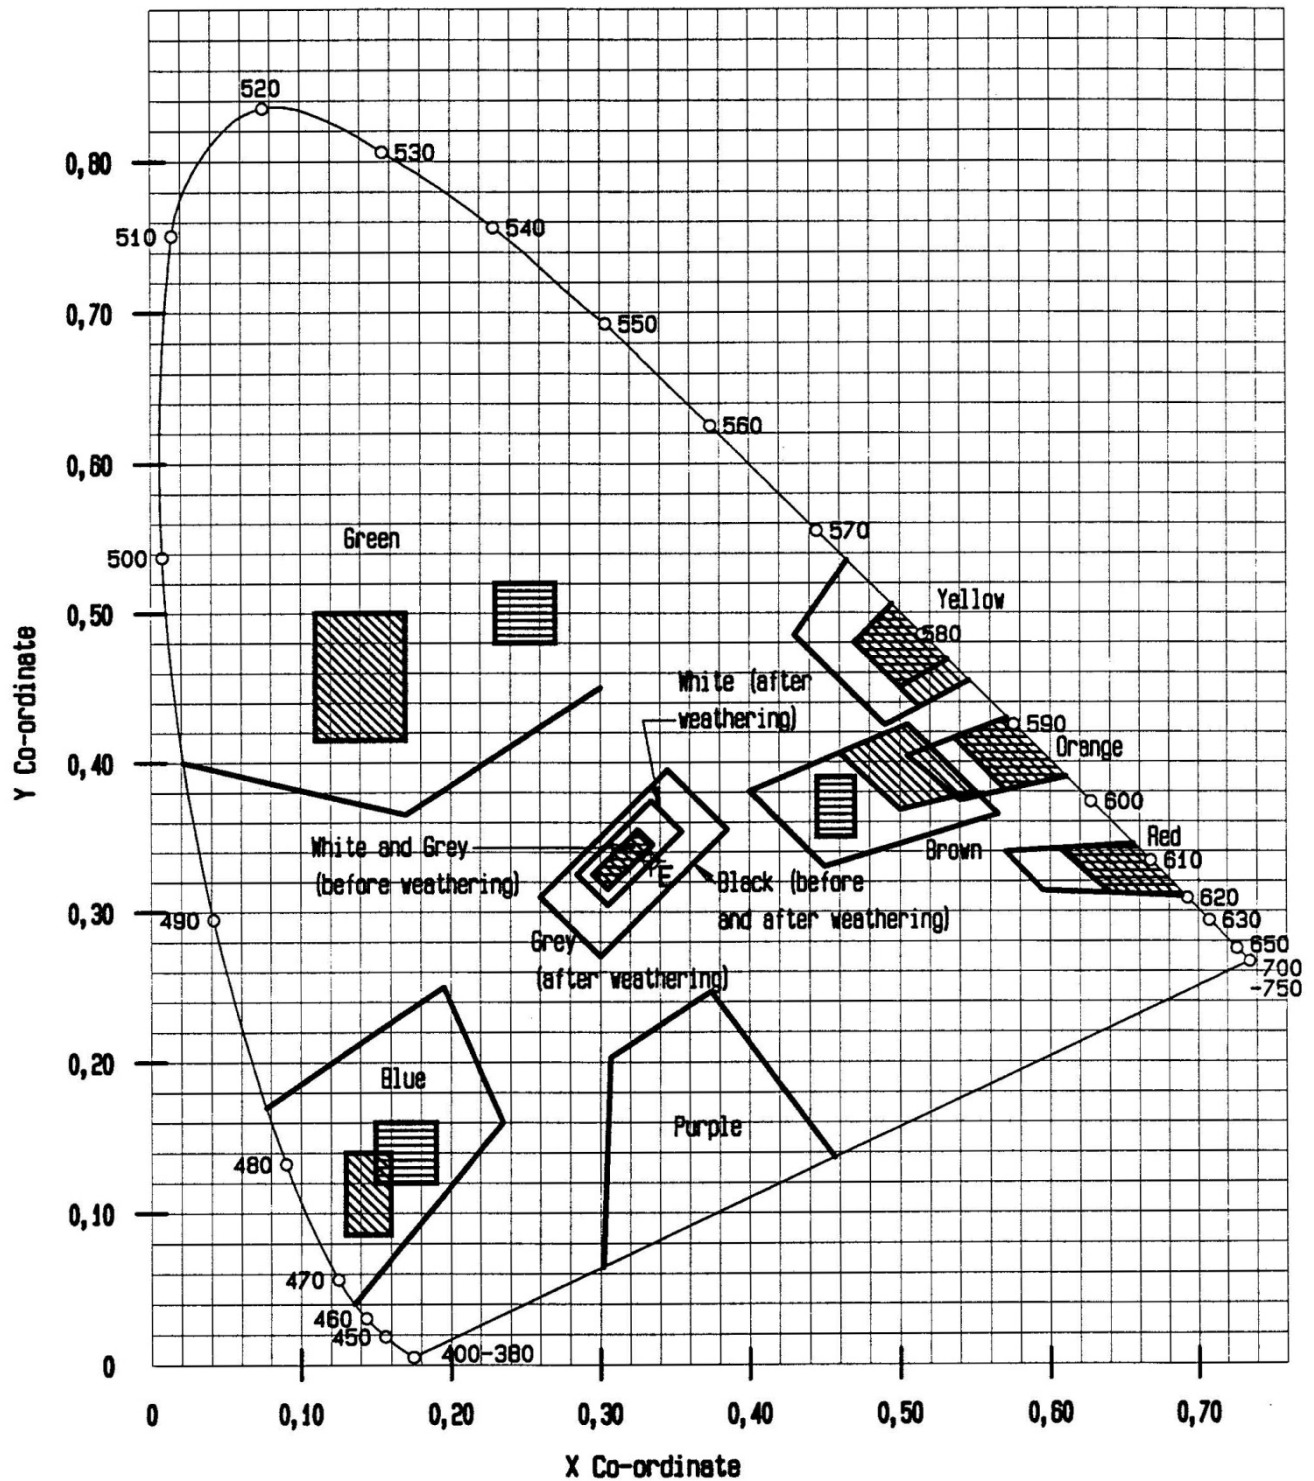 520
530
0,80
540
510
0,70
550
560
0,60
570
Green
500
Yellow
0,50
580
White (after
weathering)
590
Orange
0,40
600
White and Grey
(before weathering)
E
Brown
Red
610
Black (before
and after weathering)
620
0,30
490
630
Grey
(after weathering)
650
-700
-750
0,20
Blue
Purple
480
0,10
470
460
450
400-380
0
0
0,10
0,20
0,30
0,40
0,50
0,60
0,70
Y Co-ordinate
X Co-ordinate